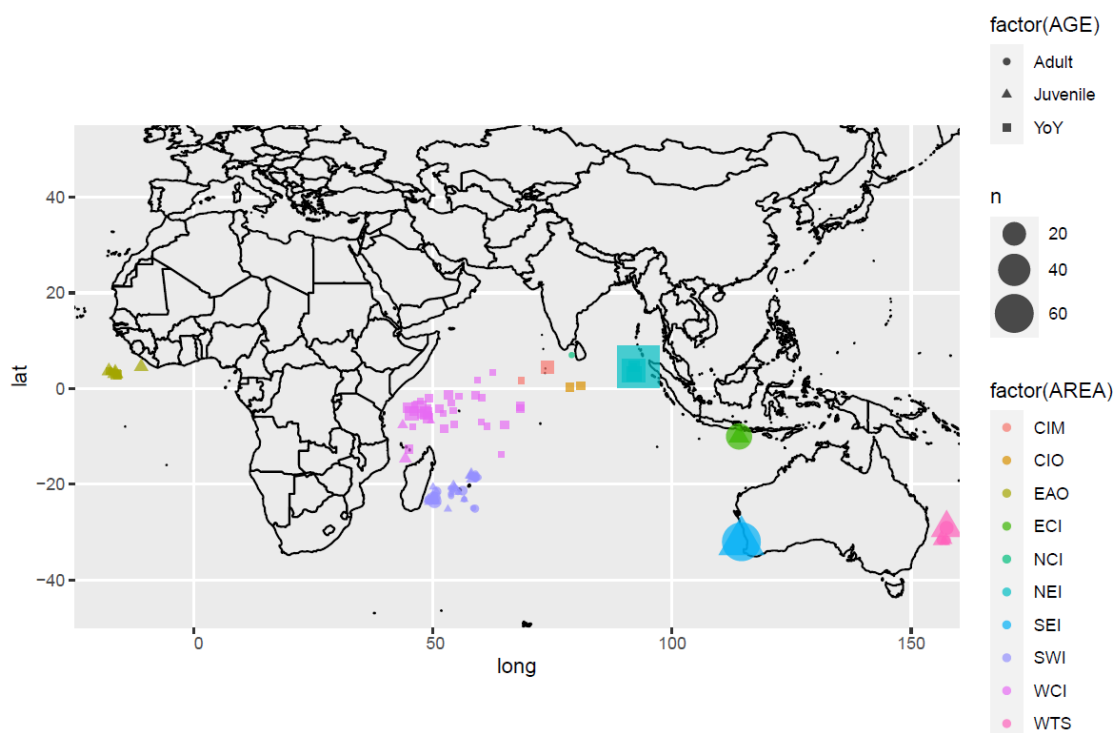 factor(AGE)
Adult
Juvenile
YoY
n
20
40
60
factor(AREA)
CIM
CIO
EAO
ECI
NCI
NEI
SEI
SWI
WCI
WTS
lat
40
20
0
−20
−40
0
50
100
150
long